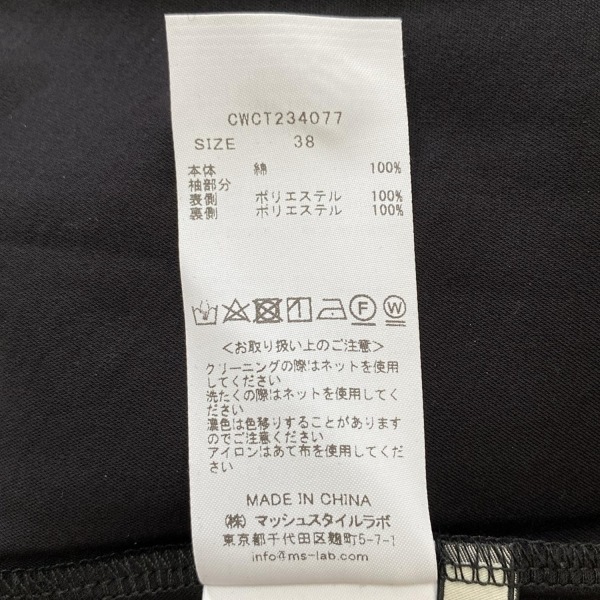 CWCT234077
SIZE 38
本体 綿 100%
袖部分
表側 ポリエステル 100%
裏側 ポリエステル 100%
F W
<お取り扱い上のご注意>
クリーニングの際はネットを使用
してください
洗たくの際はネットを使用してく
ださい
濃色は色移りすることがあります
のでご注意ください
アイロンはあて布を使用してくだ
さい
MADE IN CHINA
(株) マッシュスタイルラボ
東京都千代田区麹町5-7-1
info@ms-lab.com